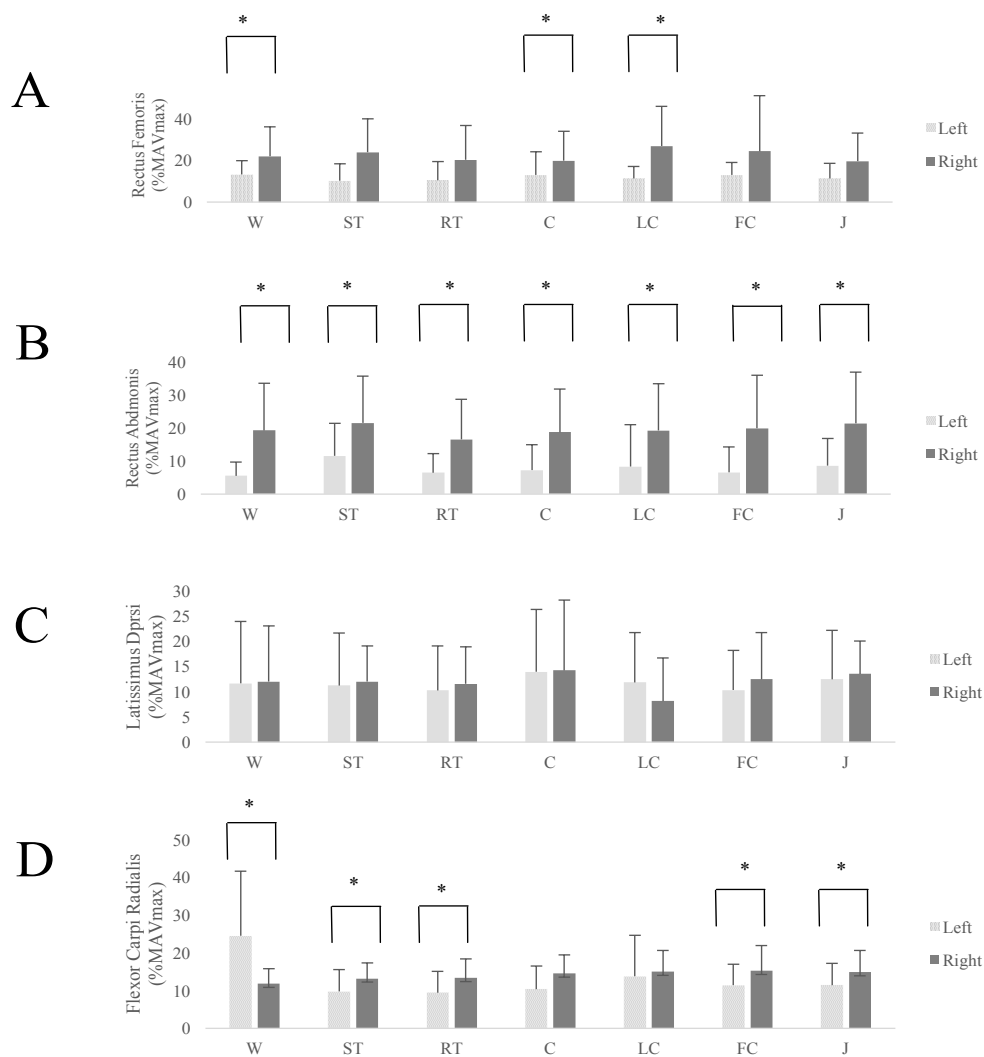 A
* * *
Rectus Femoris
(%MAVmax)
40
20
0
W ST RT C LC FC J
Left
Right
B
* * * * * * *
Rectus Abdmonis
(%MAVmax)
40
30
20
10
0
W ST RT C LC FC J
Left
Right
C
Latissimus Dprsi
(%MAVmax)
30
25
20
15
10
5
0
W ST RT C LC FC J
Left
Right
D
* * * * *
Flexor Carpi Radialis
(%MAVmax)
50
40
30
20
10
0
W ST RT C LC FC J
Left
Right